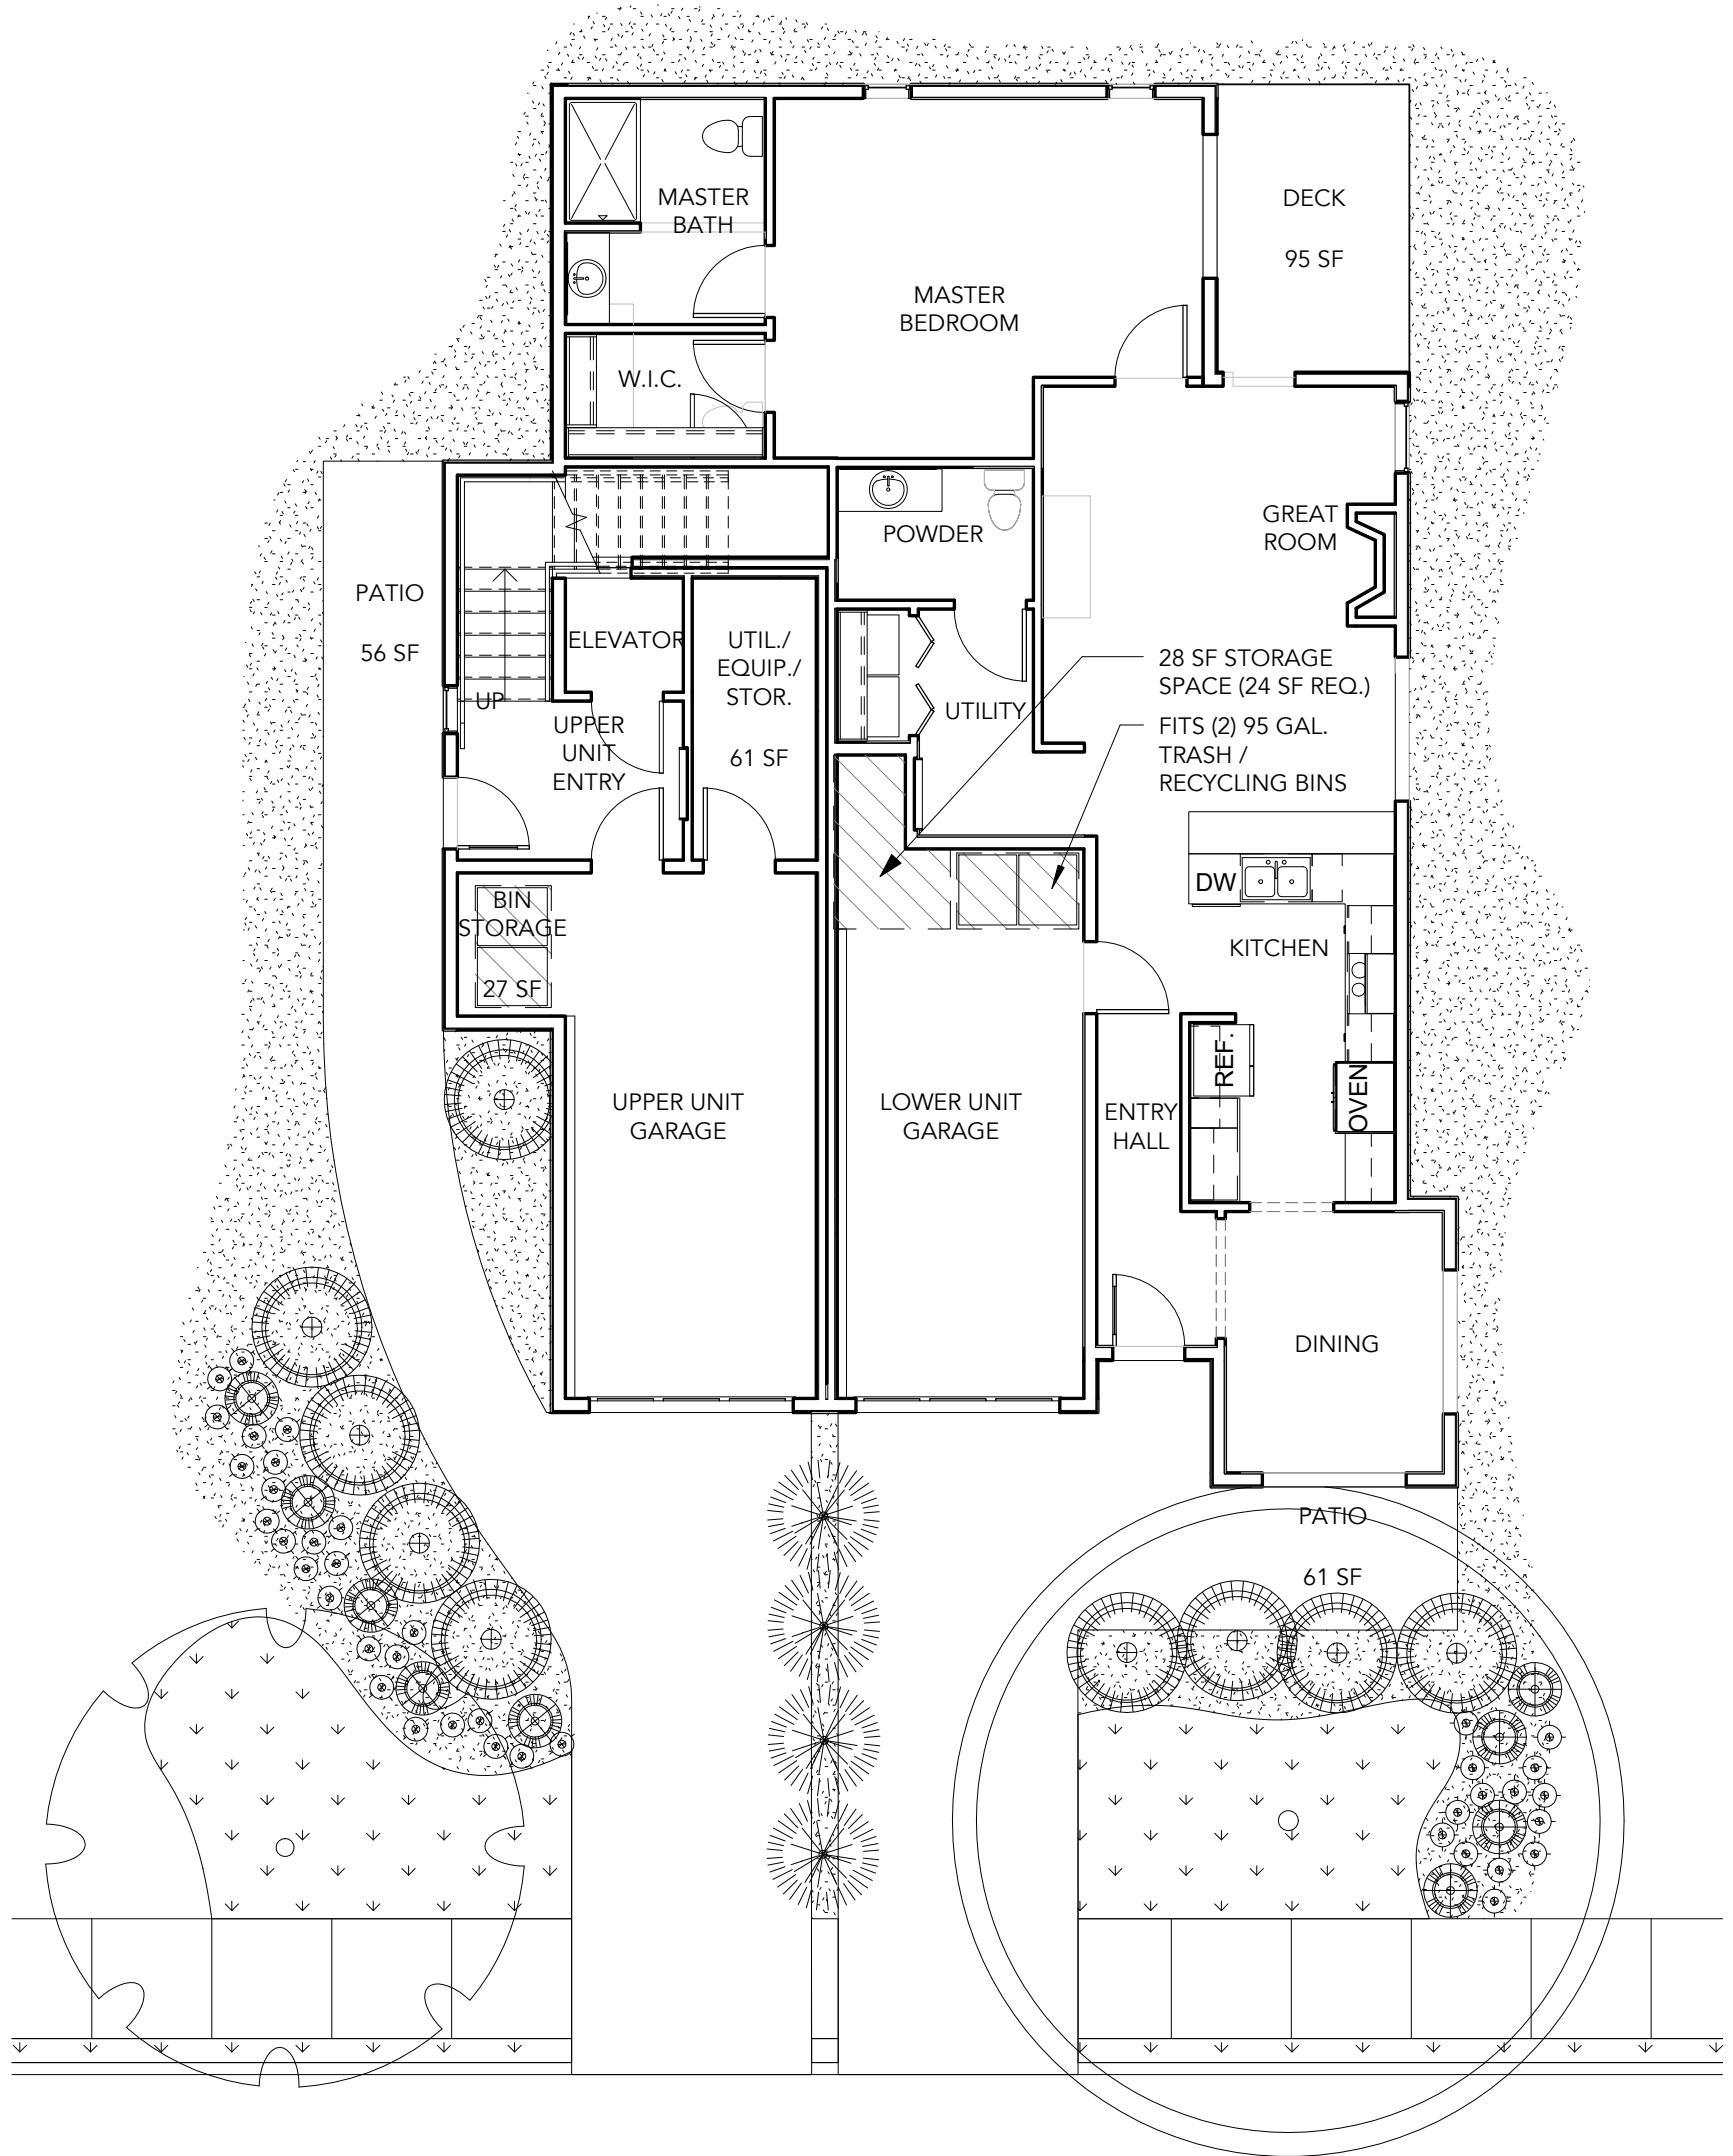 MASTER
BATH
DECK
95 SF
MASTER
BEDROOM
W.I.C.
POWDER
GREAT
ROOM
PATIO
56 SF
ELEVATOR
UTIL./
EQUIP./
STOR.
61 SF
UP
UPPER
UNIT
ENTRY
UTILITY
28 SF STORAGE
SPACE (24 SF REQ.)
FITS (2) 95 GAL.
TRASH /
RECYCLING BINS
DW
BIN
STORAGE
27 SF
KITCHEN
REF.
OVEN
UPPER UNIT
GARAGE
LOWER UNIT
GARAGE
ENTRY
HALL
DINING
PATIO
61 SF